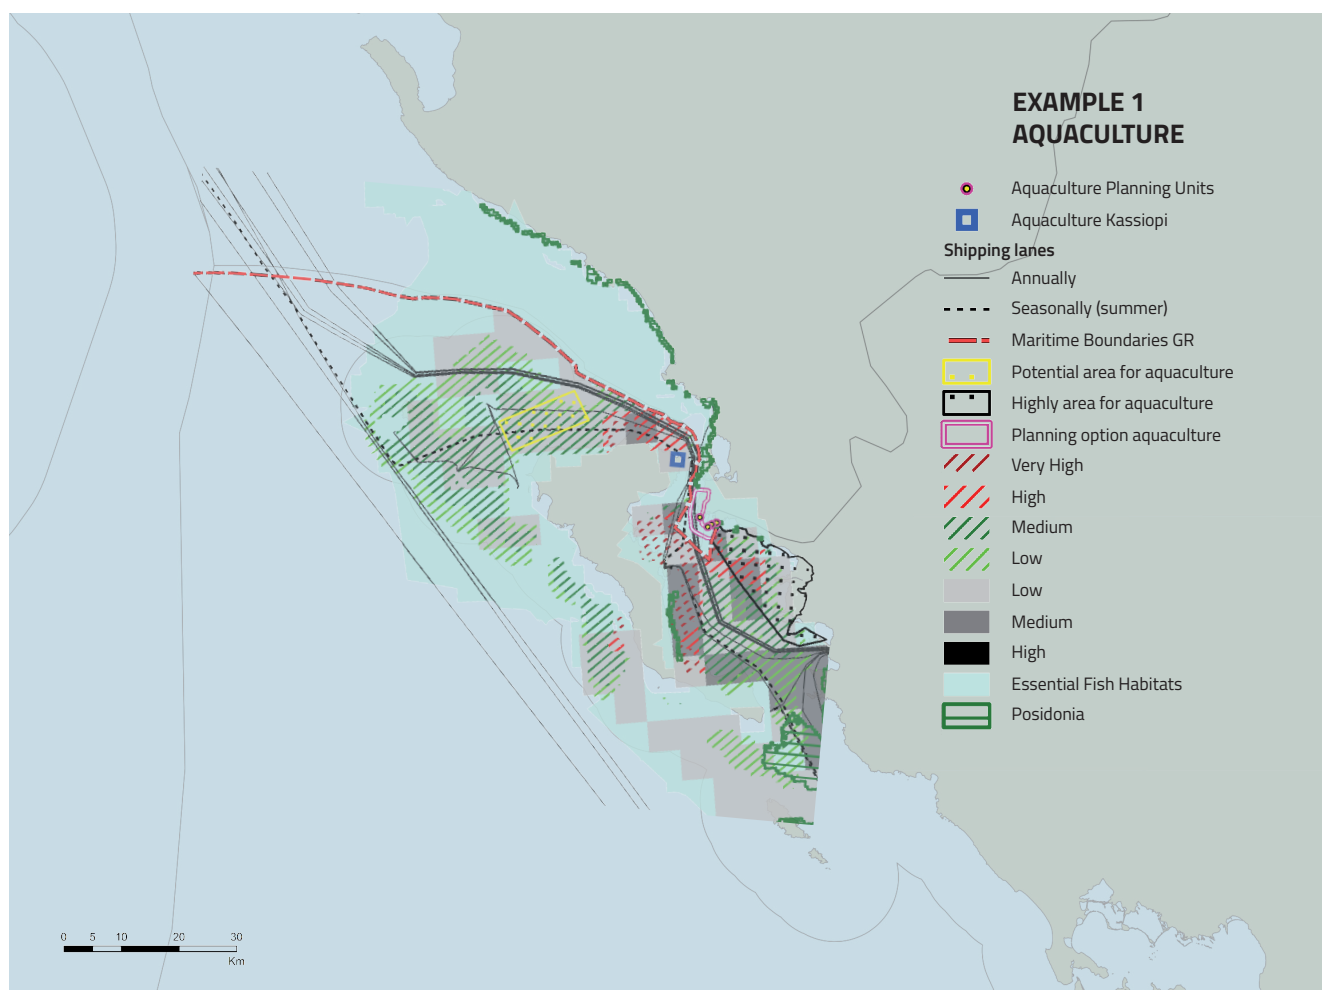 EXAMPLE 1
AQUACULTURE
Aquaculture Planning Units
Aquaculture Kassiopi
Shipping lanes
Annually
Seasonally (summer)
Maritime Boundaries GR
Potential area for aquaculture
Highly area for aquaculture
Planning option aquaculture
Very High
High
Medium
Low
Low
Medium
High
Essential Fish Habitats
Posidonia
0 5 10 20 30
Km